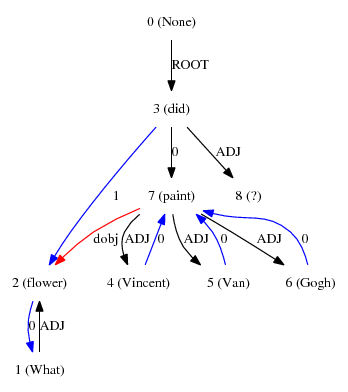 0 (None)
ROOT
3 (did)
0 ADJ
1 7 (paint) 8 (?)
dobj ADJ 0 ADJ 0 ADJ 0
2 (flower) 4 (Vincent) 5 (Van) 6 (Gogh)
0 ADJ
1 (What)